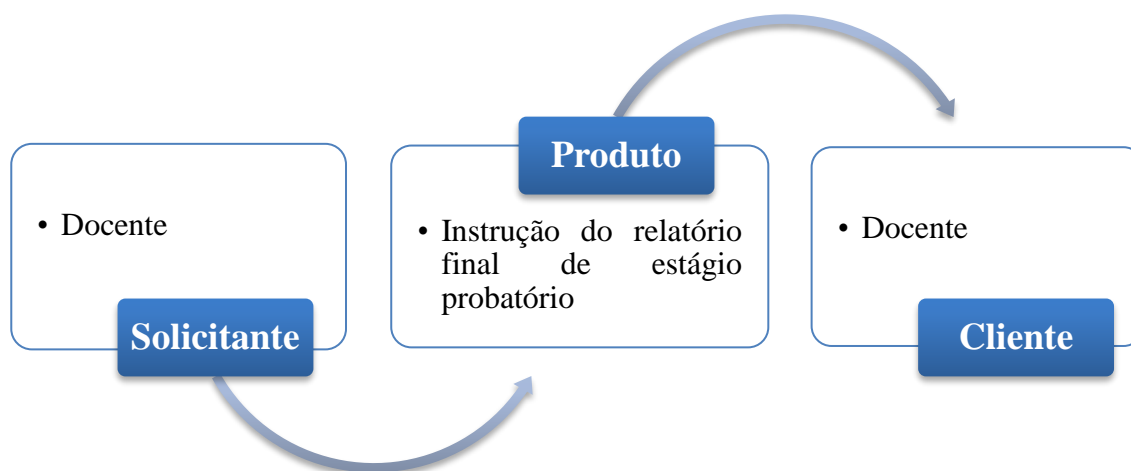 • Docente
Solicitante
Produto
• Instrução do relatório
final de estágio
probatório
• Docente
Cliente